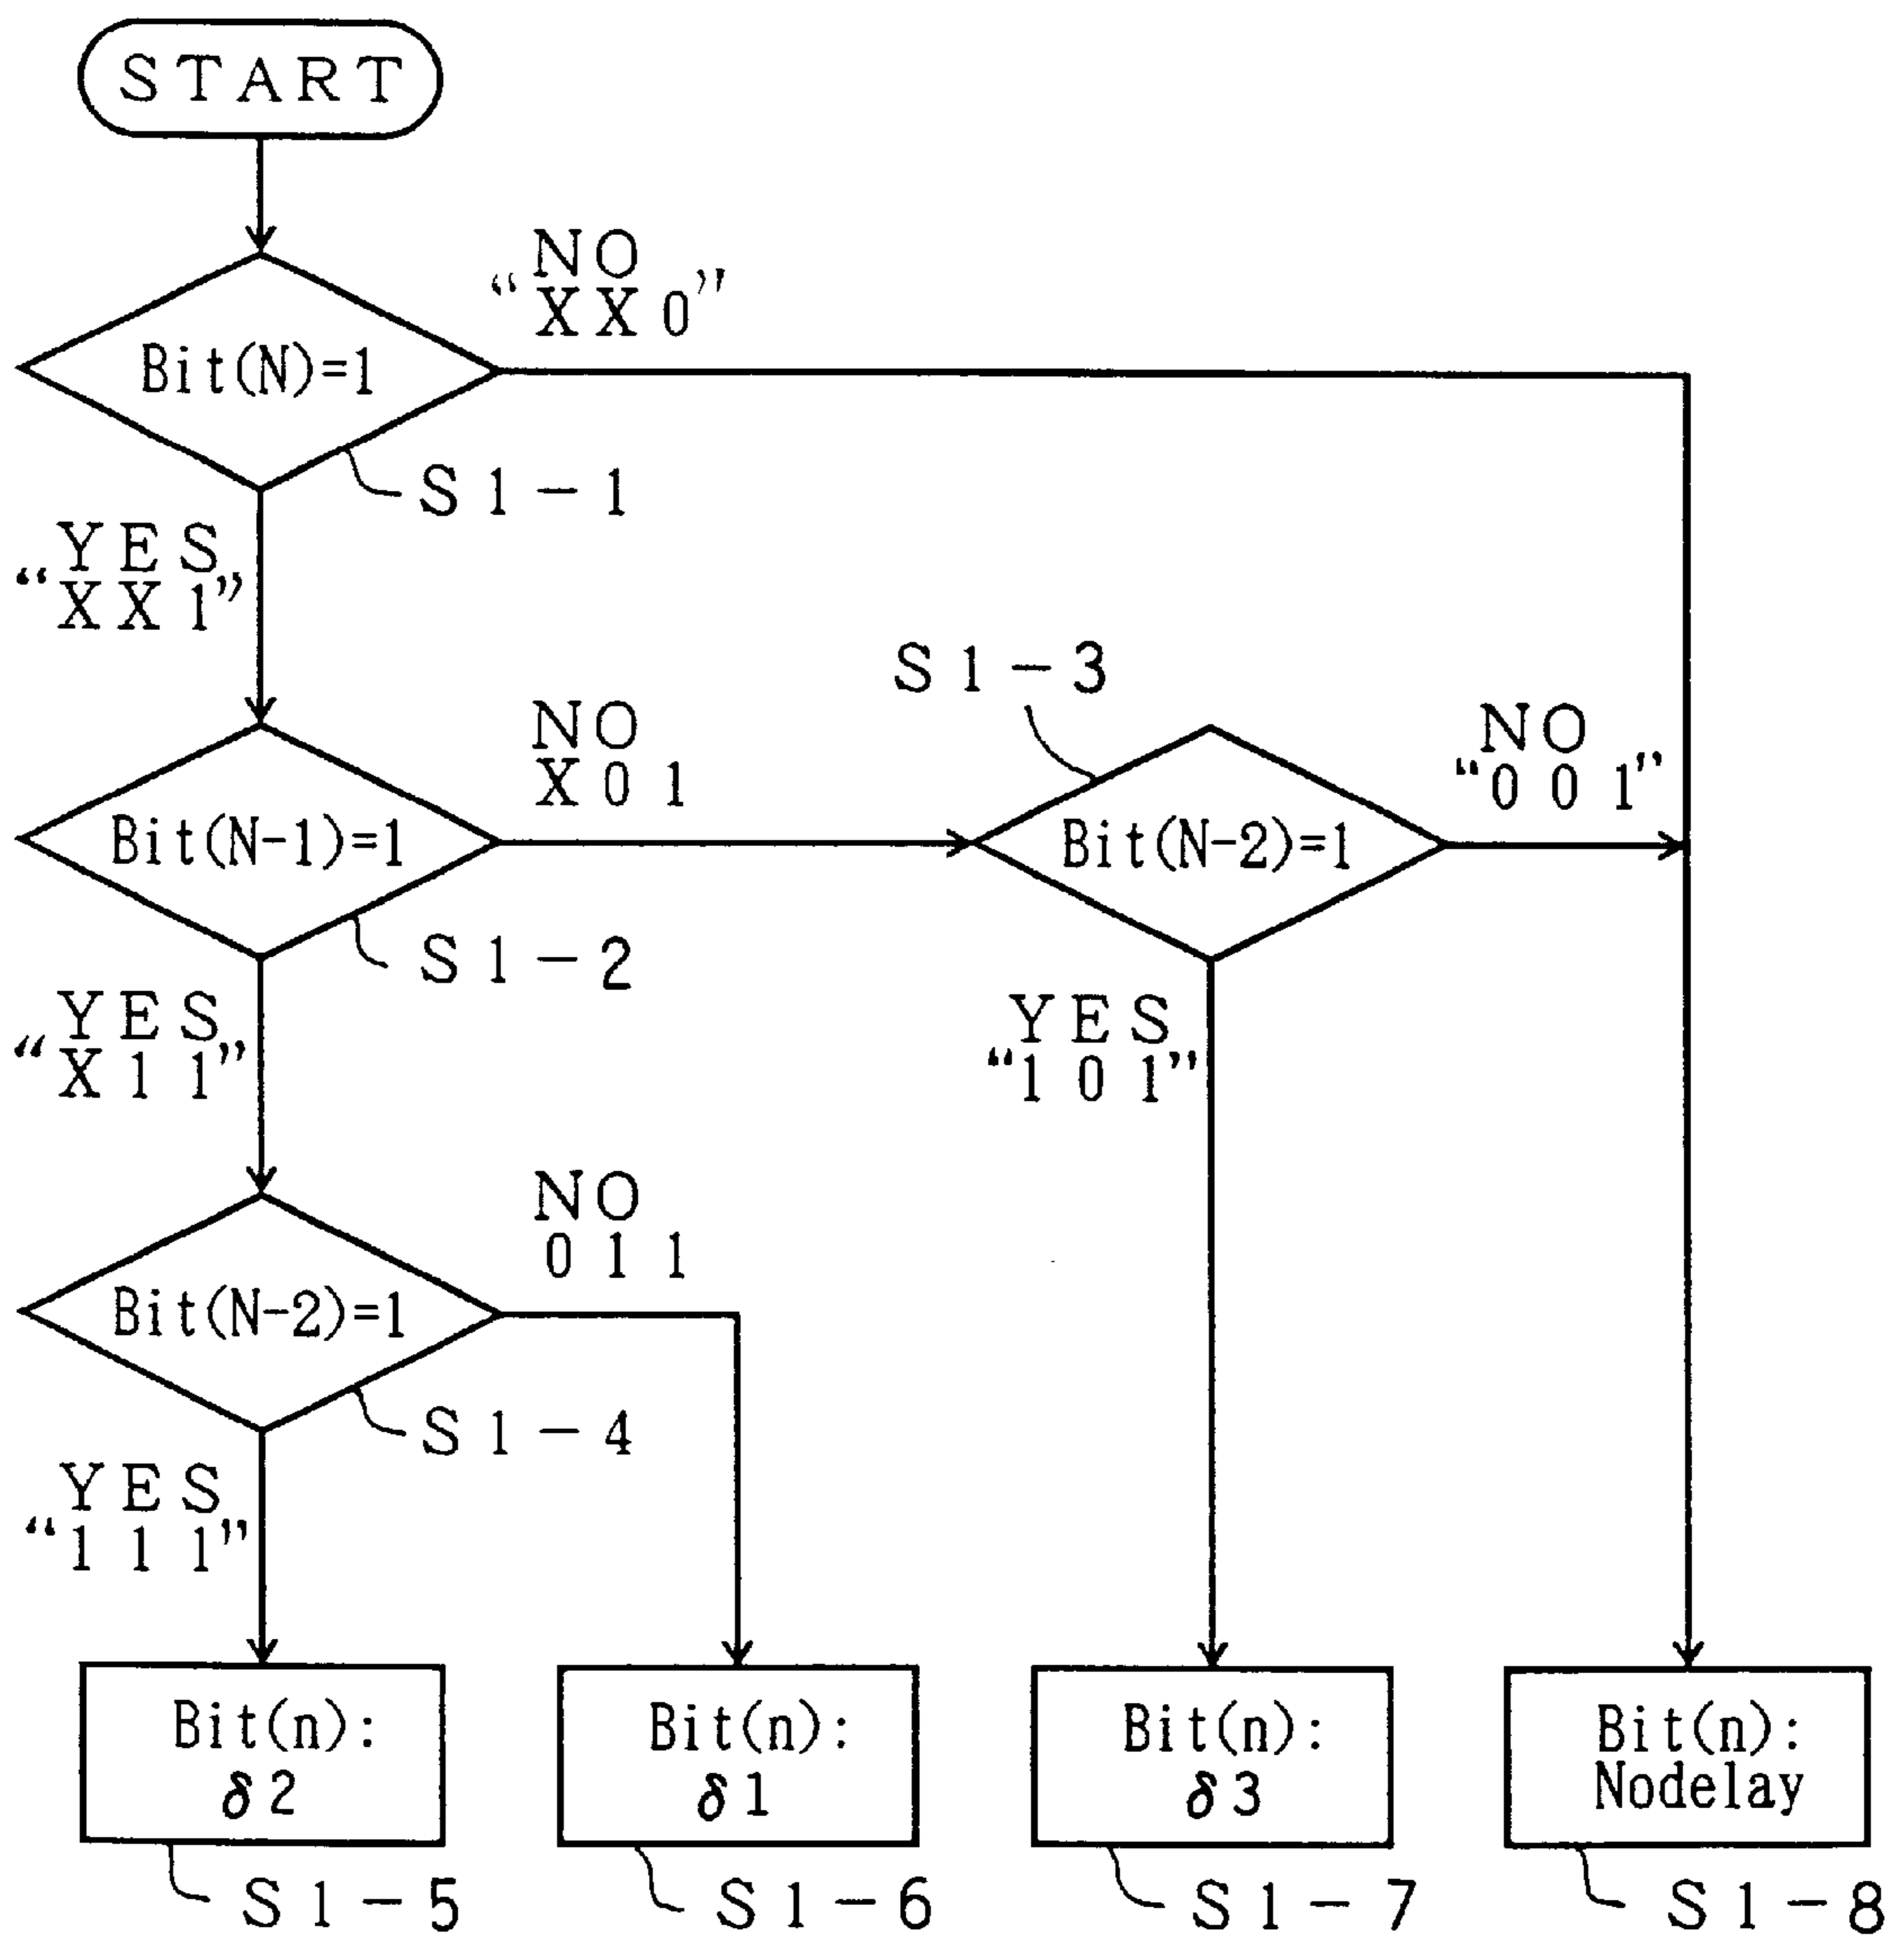 START
NO
“XX0”
Bit(N)=1
S1-1
YES
“XX1”
S1-3
NO
X01
NO
“001”
Bit(N-1)=1
Bit(N-2)=1
S1-2
YES
“X11”
YES
“101”
NO
011
Bit(N-2)=1
S1-4
YES
“111”
Bit(n):
δ2
Bit(n):
δ1
Bit(n):
δ3
Bit(n):
Nodelay
S1-5
S1-6
S1-7
S1-8